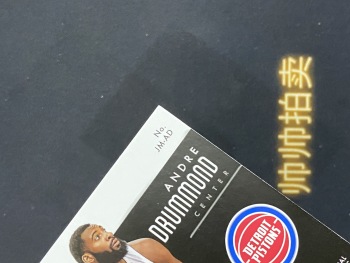 No.
JM-AD
ANDRE
DRUMMOND
CENTER
DETROIT
PISTONS
帅帅拍卖